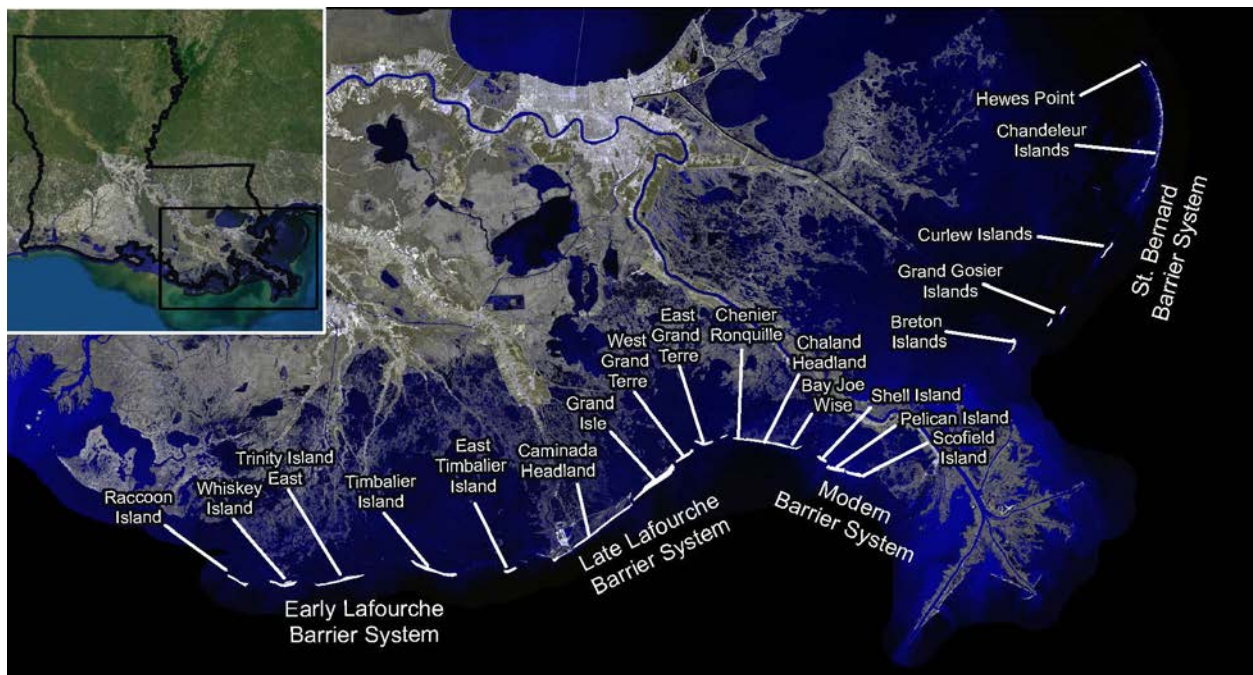 Hewes Point
Chandeleur
Islands
Curlew Islands
Grand Gosier
Islands
Breton
Islands
St. Bernard
Barrier System
Raccoon
Island
Whiskey
Island
Trinity Island
East
Timbalier
Island
East
Timbalier
Island
Caminada
Headland
Grand
Isle
West
Grand
Terre
East
Grand
Terre
Chenier
Ronquille
Chaland
Headland
Bay Joe
Wise
Shell Island
Pelican Island
Scofield
Island
Early Lafourche
Barrier System
Late Lafourche
Barrier System
Modern
Barrier System